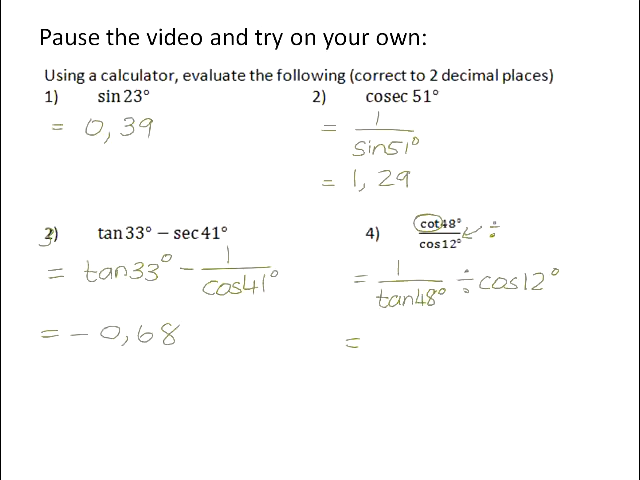 Pause the video and try on your own:
Using a calculator, evaluate the following (correct to 2 decimal places)
1) sin 23°
= 0,39
2) cosec 51°
= 1/sin51°
= 1,29
3) tan 33° − sec 41°
= tan33° − 1/cos41°
= − 0,68
4) cot48°/cos12° ÷
= 1/tan48° ÷ cos12°
=